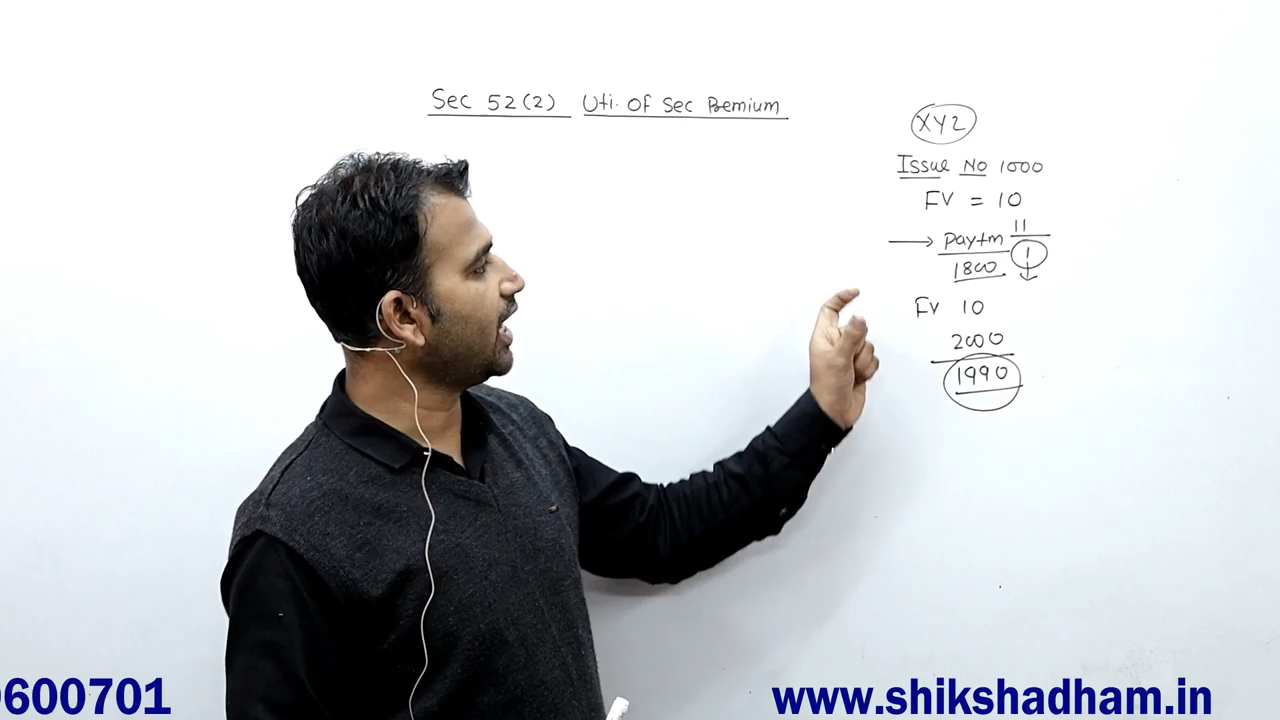 Sec 52(2) Uti. Of Sec Premium
XYZ
Issue No 1000
FV = 10
→ paytm 11
1800 1
FV 10
2000
1990
600701
www.shikshadham.in